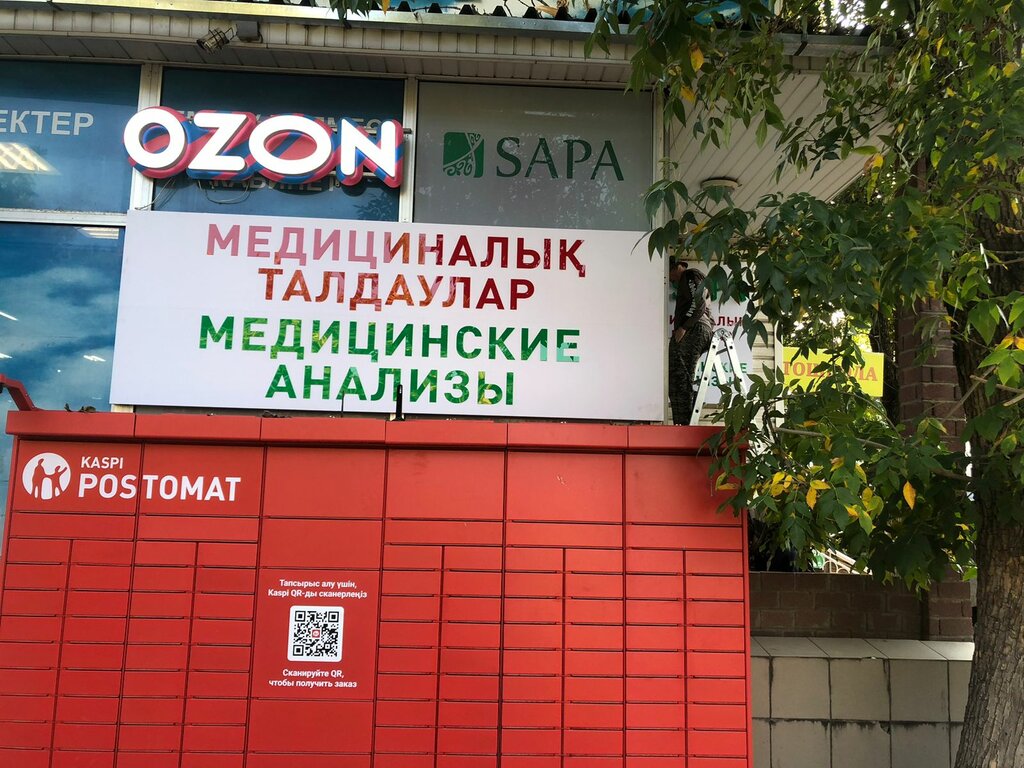 ЕКТЕР
OZON
SAPA
МЕДИЦИНАЛЫҚ
ТАЛДАУЛАР
МЕДИЦИНСКИЕ
АНАЛИЗЫ
KASPI
POSTOMAT
Тапсырыс алу үшін,
Kaspi QR-ды сканерлеңіз
Сканируйте QR,
чтобы получить заказ